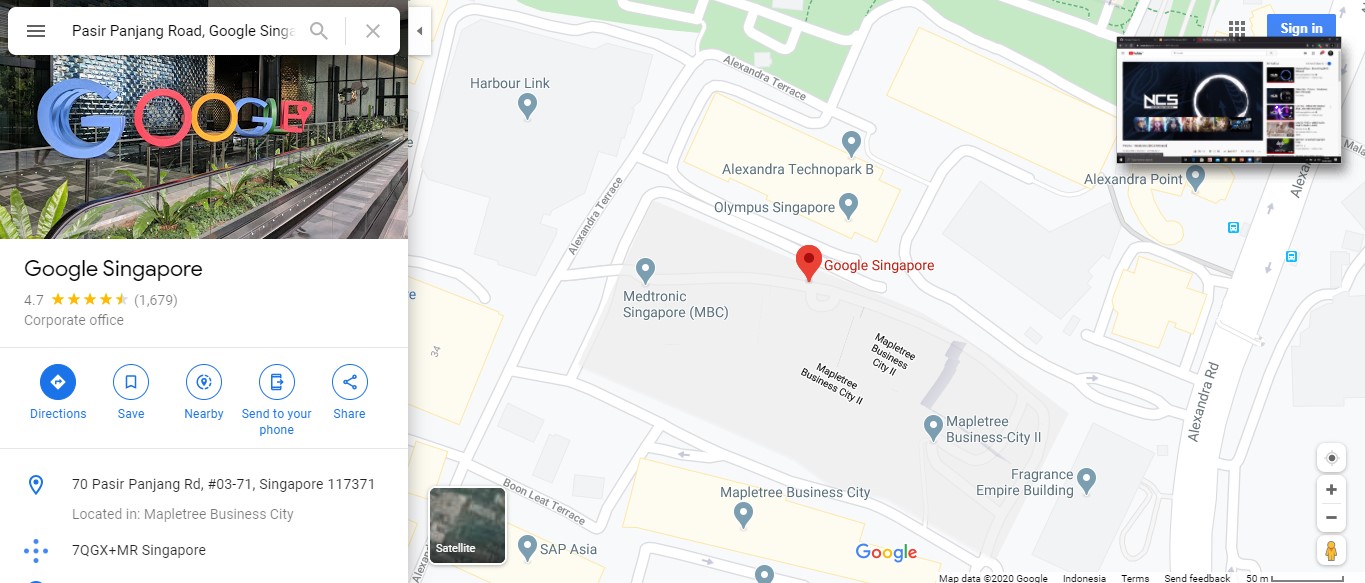 Pasir Panjang Road, Google Singa
Google
Google Singapore
4.7
(1,679)
Corporate office
Directions
Save
Nearby
Send to your
phone
Share
70 Pasir Panjang Rd, #03-71, Singapore 117371
Located in: Mapletree Business City
7QGX+MR Singapore
Sign in
NCS
Harbour Link
Alexandra Terrace
Alexandra Technopark B
Alexandra Point
Olympus Singapore
Alexandra Terrace
Google Singapore
Medtronic
Singapore (MBC)
34
Mapletree
Business
City II
Mapletree
Business City II
Mapletree
Business-City II
Alexandra Rd
Fragrance
Empire Building
Mapletree Business City
Boon Leat Terrace
SAP Asia
Satellite
Google
Map data ©2020 Google
Indonesia
Terms
Send feedback
50 m